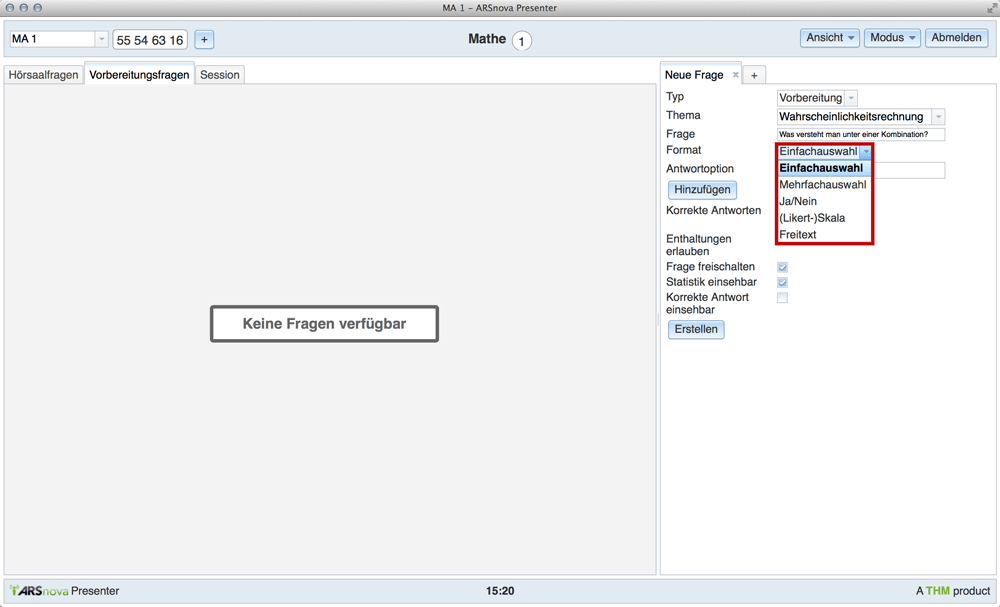 MA 1 – ARSnova Presenter
MA 1 55 54 63 16 + Mathe 1 Ansicht Modus Abmelden
Hörsaalfragen Vorbereitungsfragen Session
Keine Fragen verfügbar
Neue Frage × +
Typ Vorbereitung
Thema Wahrscheinlichkeitsrechnung
Frage Was versteht man unter einer Kombination?
Format Einfachauswahl
Einfachauswahl
Mehrfachauswahl
Ja/Nein
(Likert-)Skala
Freitext
Antwortoption
Hinzufügen
Korrekte Antworten
Enthaltungen
erlauben
Frage freischalten
Statistik einsehbar
Korrekte Antwort
einsehbar
Erstellen
ARSnova Presenter 15:20 A THM product